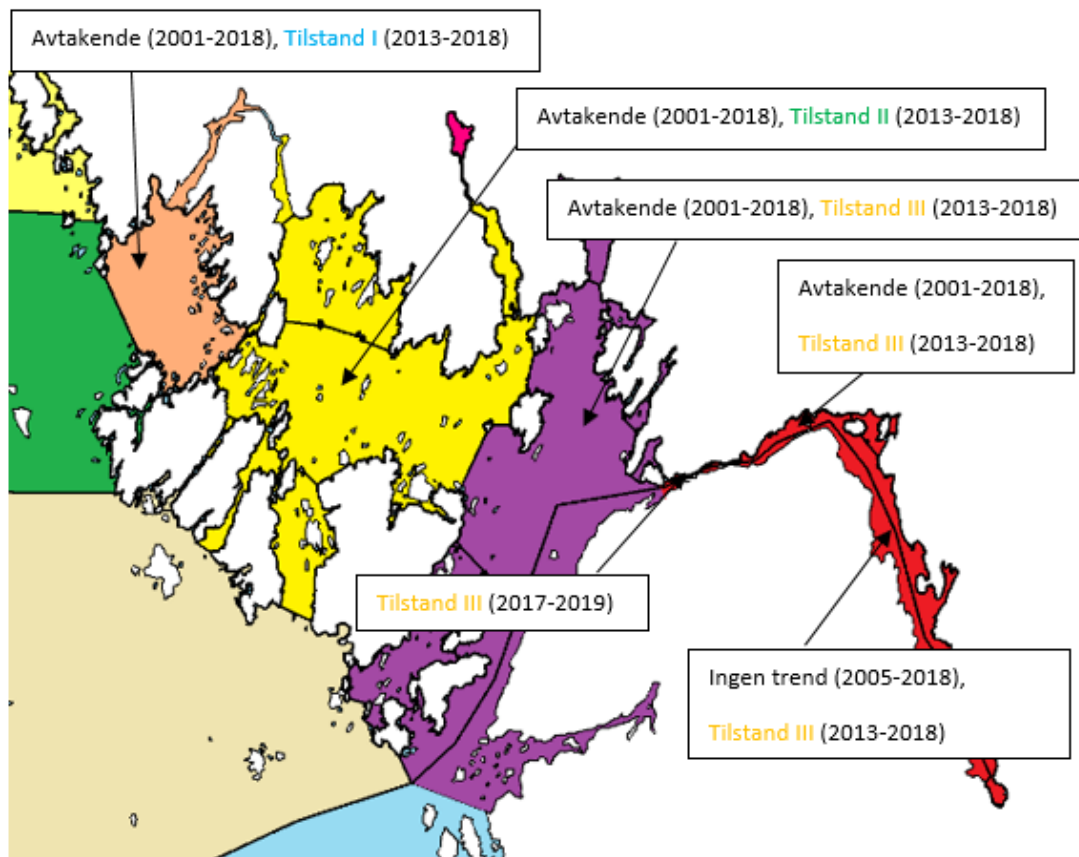 Avtakende (2001-2018), Tilstand I (2013-2018)
Avtakende (2001-2018), Tilstand II (2013-2018)
Avtakende (2001-2018), Tilstand III (2013-2018)
Avtakende (2001-2018),
Tilstand III (2013-2018)
Tilstand III (2017-2019)
Ingen trend (2005-2018),
Tilstand III (2013-2018)